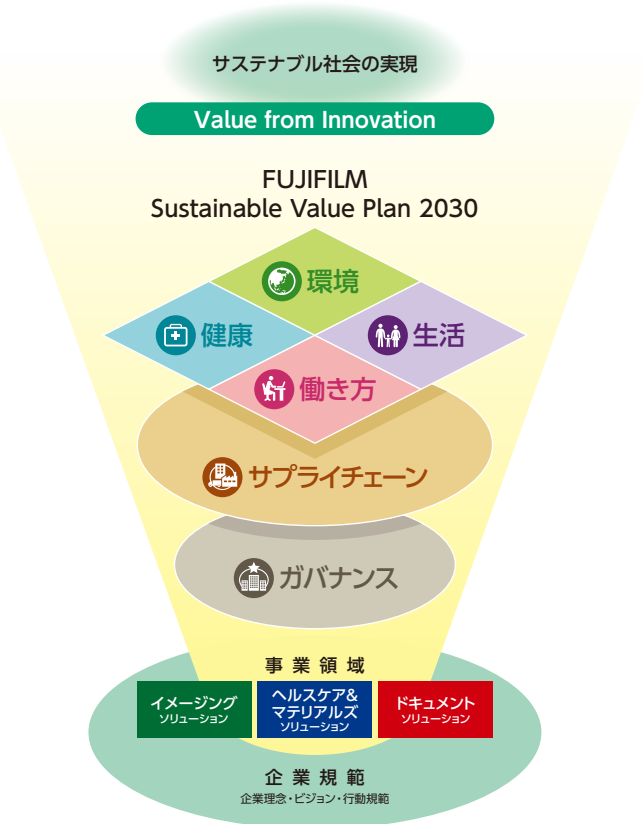 サステナブル社会の実現
Value from Innovation
FUJIFILM
Sustainable Value Plan 2030
環境
健康
生活
働き方
サプライチェーン
ガバナンス
事業領域
イメージング
ソリューション
ヘルスケア&
マテリアルズ
ソリューション
ドキュメント
ソリューション
企業規範
企業理念・ビジョン・行動規範